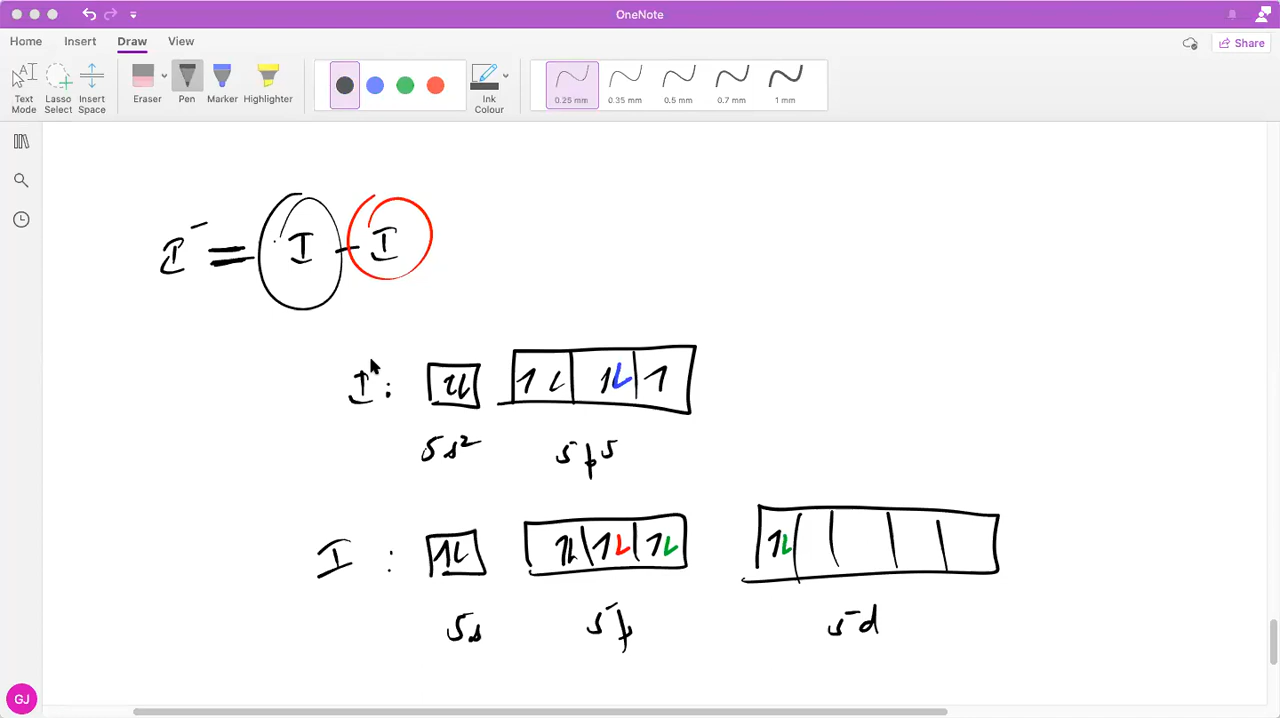 OneNote
Home Insert Draw View
Share
Text Mode
Lasso Select
Insert Space
Eraser
Pen
Marker
Highlighter
Ink Colour
0.25 mm
0.35 mm
0.5 mm
0.7 mm
1 mm
I⁻ = I - I
I :
5s² 5p⁵
I :
5s 5p 5d
GJ